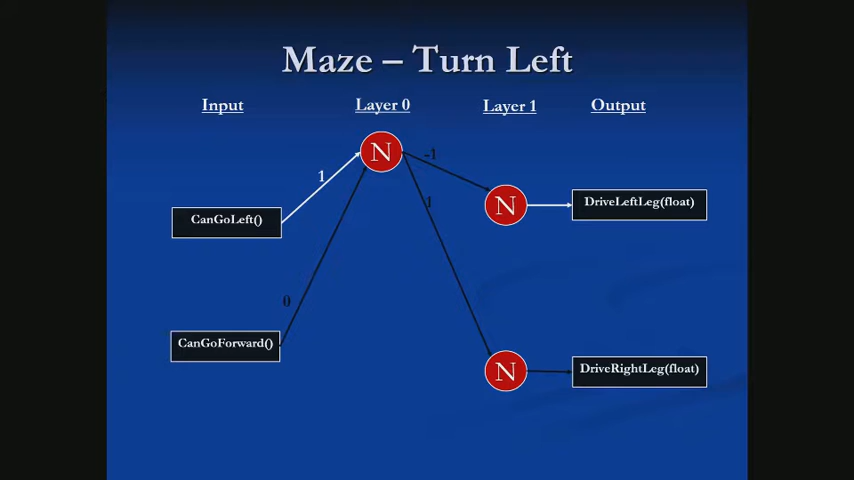 Maze – Turn Left
Input
Layer 0
Layer 1
Output
N
-1
1
N
DriveLeftLeg(float)
CanGoLeft()
1
0
CanGoForward()
N
DriveRightLeg(float)